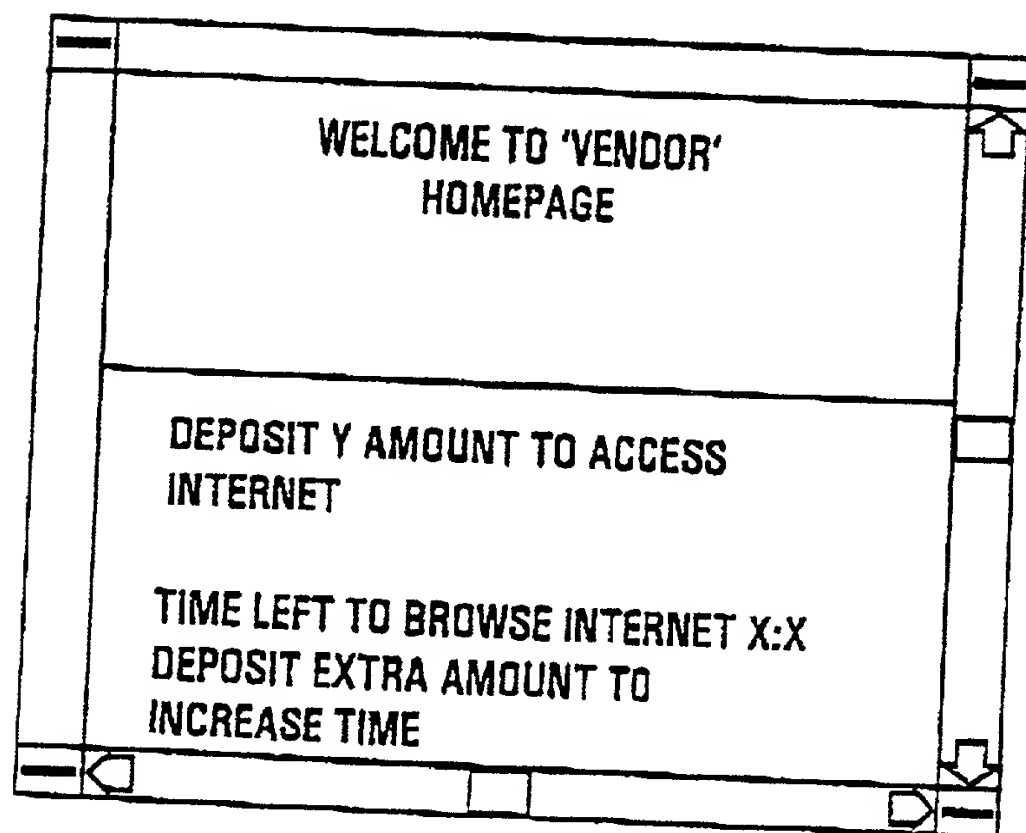 WELCOME TO 'VENDOR'
HOMEPAGE
DEPOSIT Y AMOUNT TO ACCESS
INTERNET
TIME LEFT TO BROWSE INTERNET X:X
DEPOSIT EXTRA AMOUNT TO
INCREASE TIME